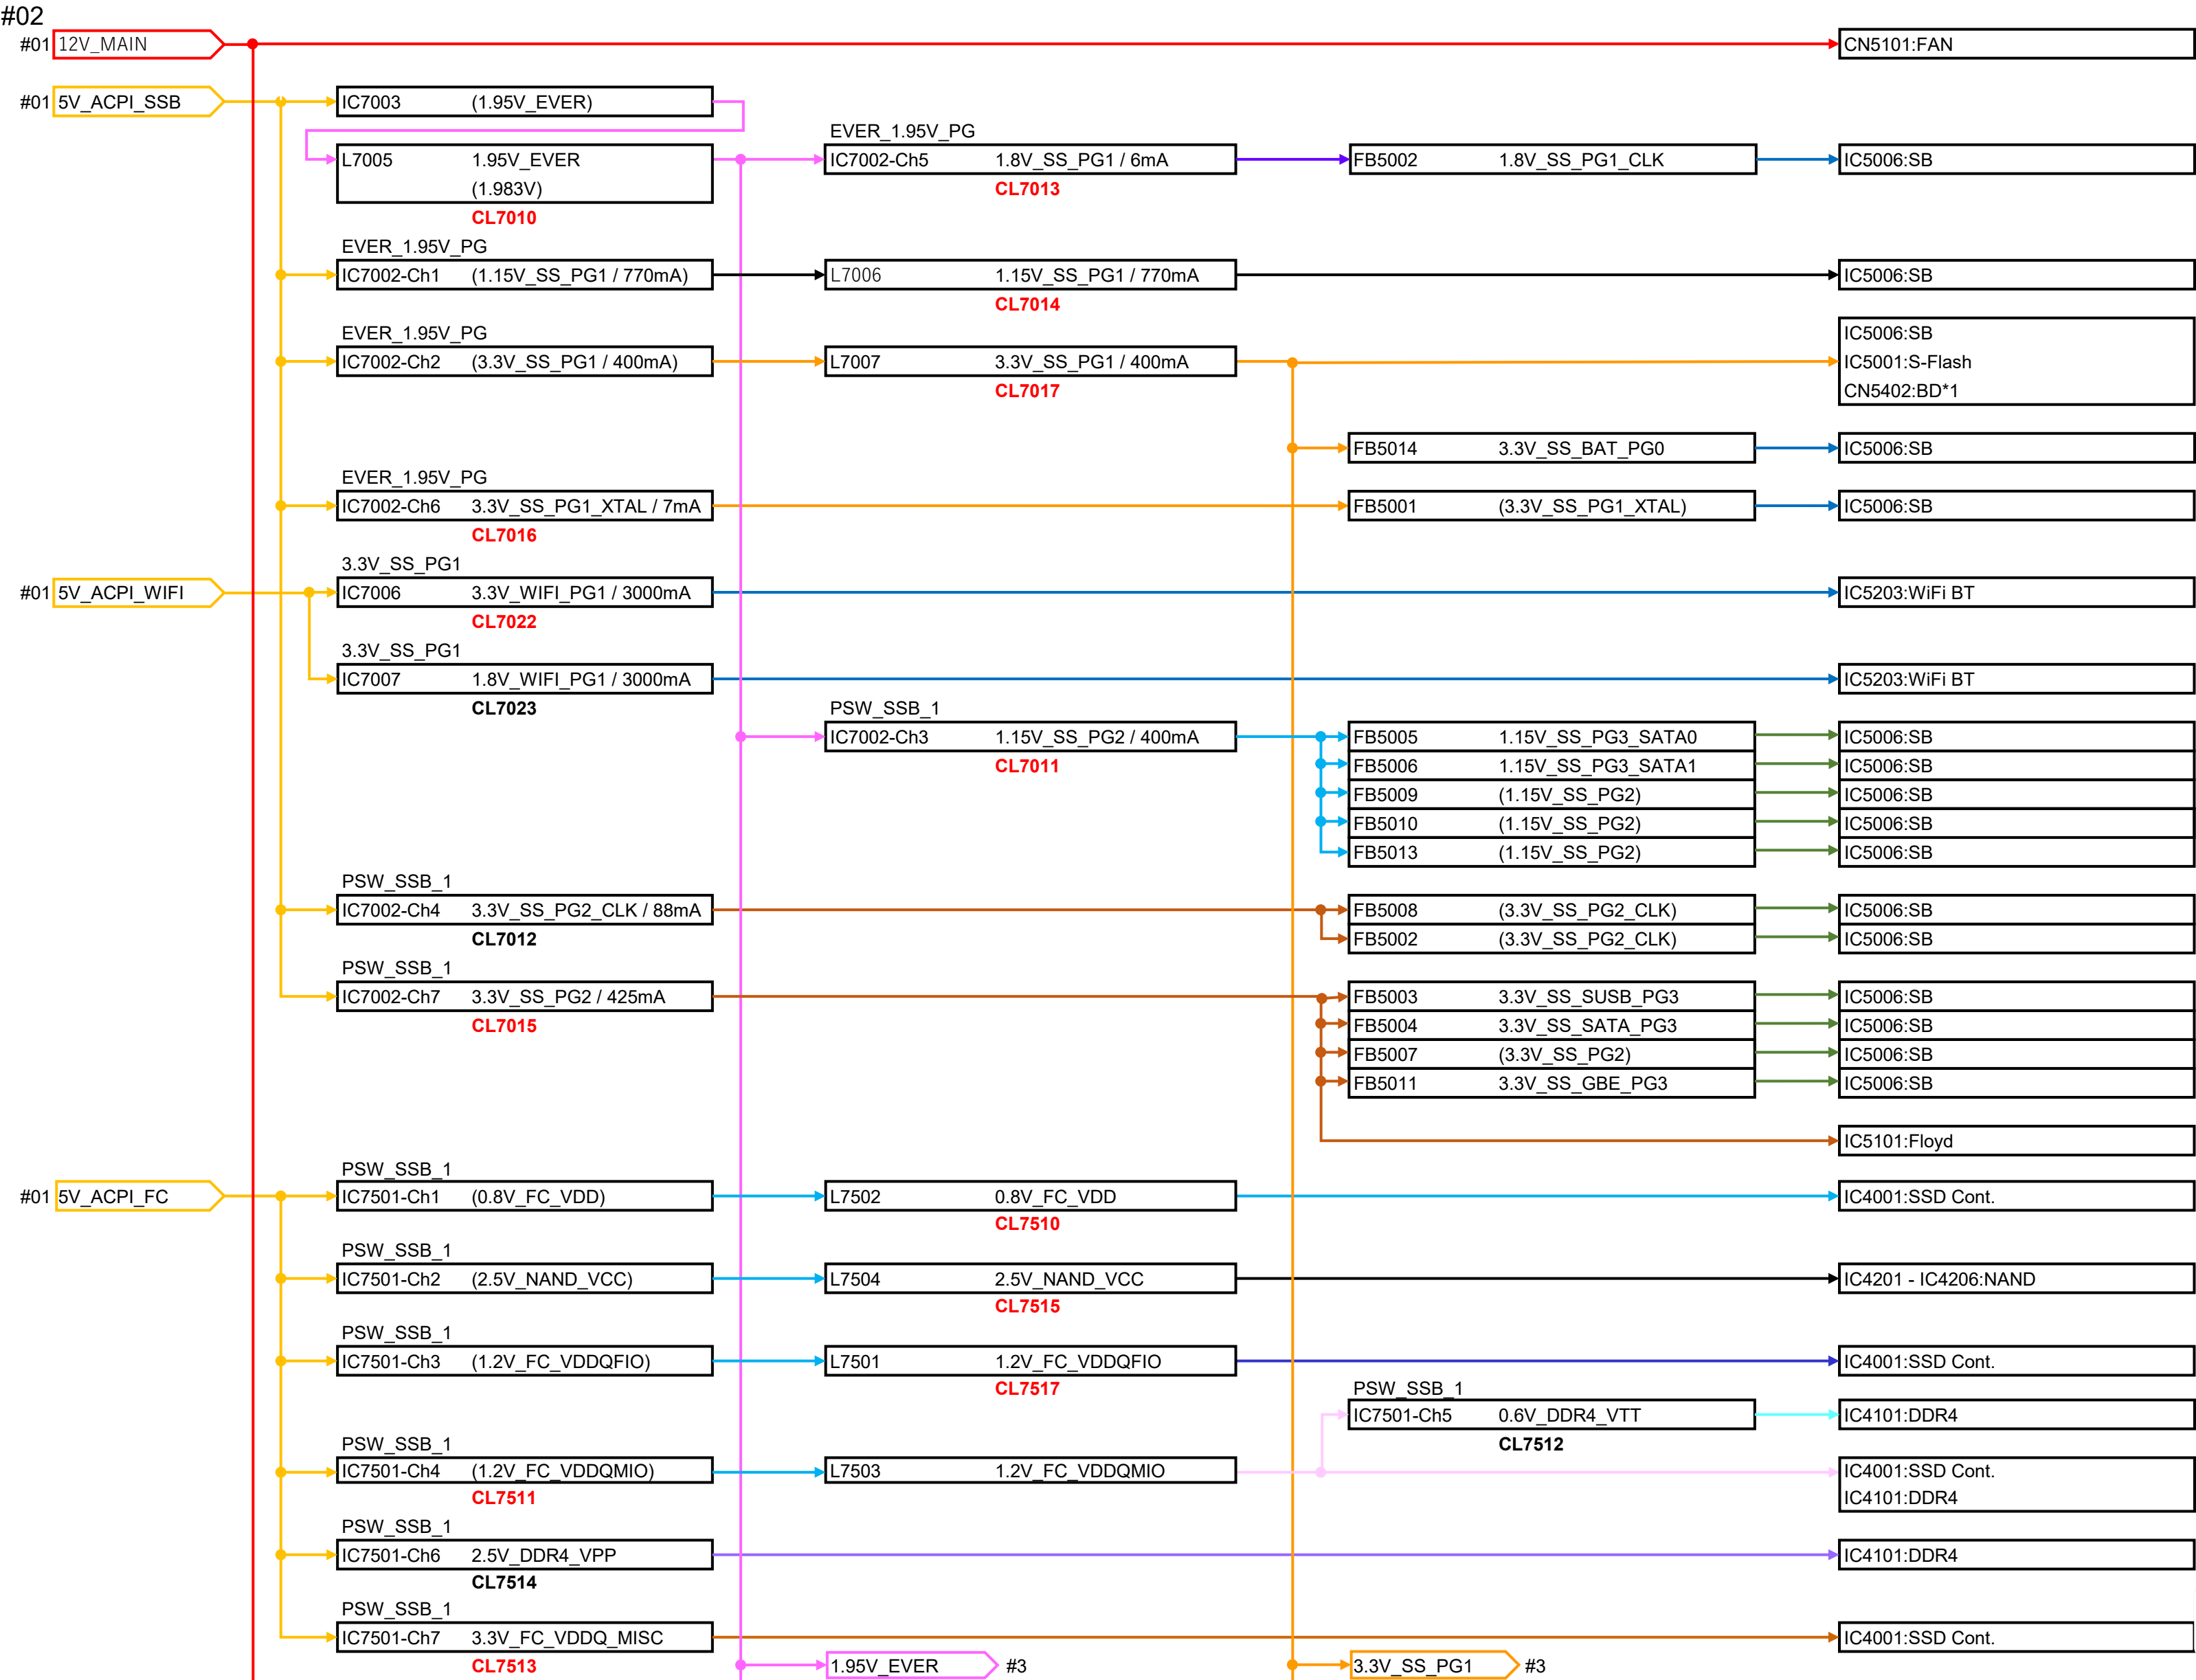 #02
#01 12V_MAIN CN5101:FAN
#01 5V_ACPI_SSB IC7003 (1.95V_EVER)
EVER_1.95V_PG
L7005 1.95V_EVER IC7002-Ch5 1.8V_SS_PG1 / 6mA FB5002 1.8V_SS_PG1_CLK IC5006:SB
(1.983V) CL7013
CL7010
EVER_1.95V_PG
IC7002-Ch1 (1.15V_SS_PG1 / 770mA) L7006 1.15V_SS_PG1 / 770mA IC5006:SB
CL7014
EVER_1.95V_PG IC5006:SB
IC7002-Ch2 (3.3V_SS_PG1 / 400mA) L7007 3.3V_SS_PG1 / 400mA IC5001:S-Flash
CL7017 CN5402:BD*1
FB5014 3.3V_SS_BAT_PG0 IC5006:SB
EVER_1.95V_PG
IC7002-Ch6 3.3V_SS_PG1_XTAL / 7mA FB5001 (3.3V_SS_PG1_XTAL) IC5006:SB
CL7016
3.3V_SS_PG1
#01 5V_ACPI_WIFI IC7006 3.3V_WIFI_PG1 / 3000mA IC5203:WiFi BT
CL7022
3.3V_SS_PG1
IC7007 1.8V_WIFI_PG1 / 3000mA IC5203:WiFi BT
CL7023 PSW_SSB_1
IC7002-Ch3 1.15V_SS_PG2 / 400mA FB5005 1.15V_SS_PG3_SATA0 IC5006:SB
CL7011 FB5006 1.15V_SS_PG3_SATA1 IC5006:SB
FB5009 (1.15V_SS_PG2) IC5006:SB
FB5010 (1.15V_SS_PG2) IC5006:SB
FB5013 (1.15V_SS_PG2) IC5006:SB
PSW_SSB_1
IC7002-Ch4 3.3V_SS_PG2_CLK / 88mA FB5008 (3.3V_SS_PG2_CLK) IC5006:SB
CL7012 FB5002 (3.3V_SS_PG2_CLK) IC5006:SB
PSW_SSB_1
IC7002-Ch7 3.3V_SS_PG2 / 425mA FB5003 3.3V_SS_SUSB_PG3 IC5006:SB
CL7015 FB5004 3.3V_SS_SATA_PG3 IC5006:SB
FB5007 (3.3V_SS_PG2) IC5006:SB
FB5011 3.3V_SS_GBE_PG3 IC5006:SB
IC5101:Floyd
PSW_SSB_1
#01 5V_ACPI_FC IC7501-Ch1 (0.8V_FC_VDD) L7502 0.8V_FC_VDD IC4001:SSD Cont.
CL7510
PSW_SSB_1
IC7501-Ch2 (2.5V_NAND_VCC) L7504 2.5V_NAND_VCC IC4201 - IC4206:NAND
CL7515
PSW_SSB_1
IC7501-Ch3 (1.2V_FC_VDDQFIO) L7501 1.2V_FC_VDDQFIO IC4001:SSD Cont.
CL7517 PSW_SSB_1
IC7501-Ch5 0.6V_DDR4_VTT IC4101:DDR4
PSW_SSB_1 CL7512
IC7501-Ch4 (1.2V_FC_VDDQMIO) L7503 1.2V_FC_VDDQMIO IC4001:SSD Cont.
CL7511 IC4101:DDR4
PSW_SSB_1
IC7501-Ch6 2.5V_DDR4_VPP IC4101:DDR4
CL7514
PSW_SSB_1
IC7501-Ch7 3.3V_FC_VDDQ_MISC IC4001:SSD Cont.
CL7513 1.95V_EVER #3 3.3V_SS_PG1 #3